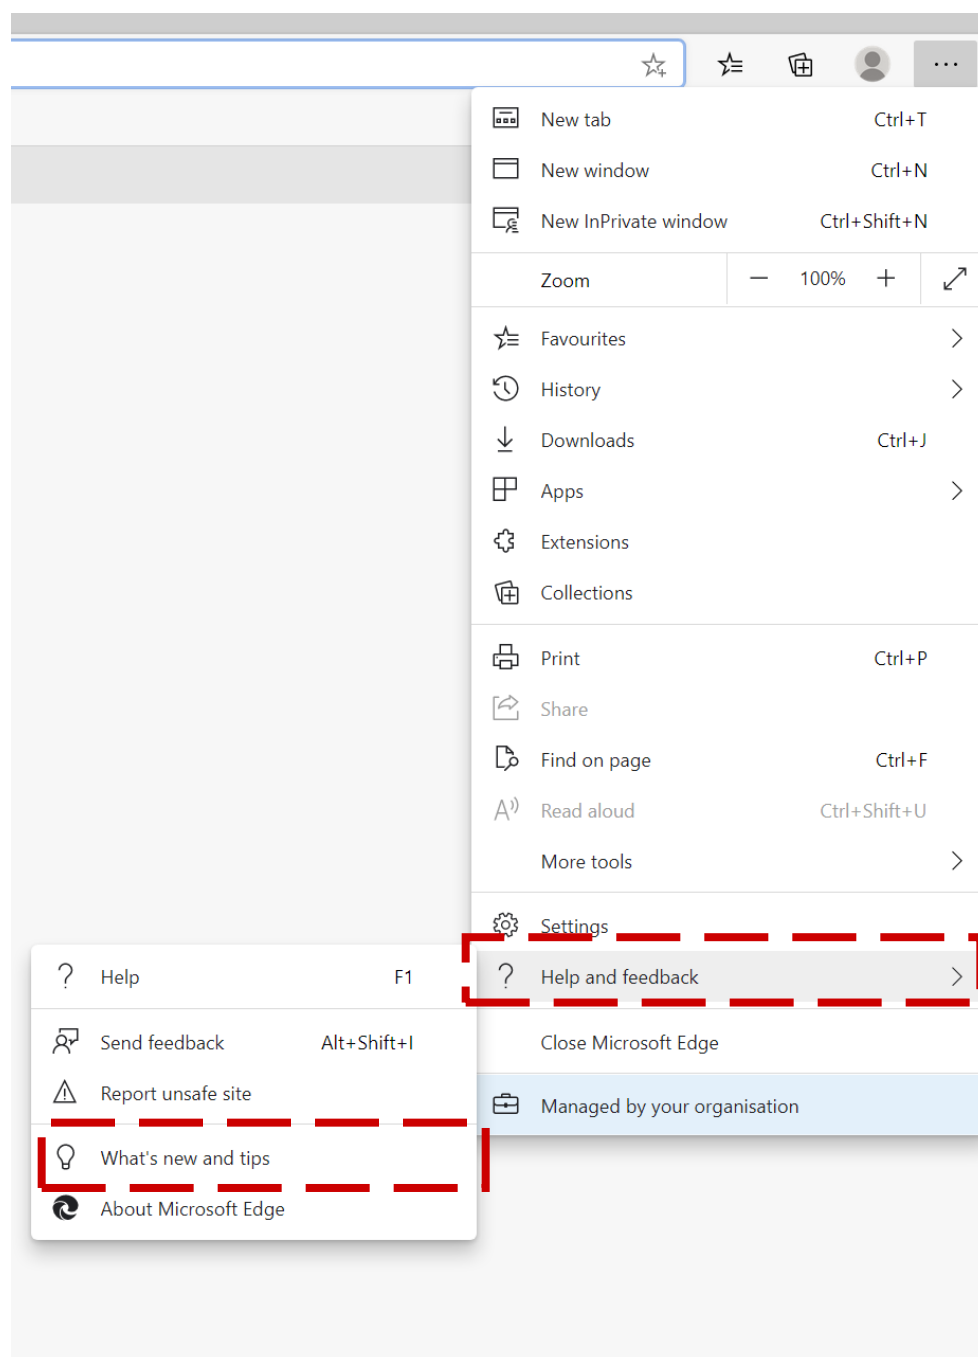 New tab Ctrl+T
New window Ctrl+N
New InPrivate window Ctrl+Shift+N
Zoom — 100% +
Favourites
History
Downloads Ctrl+J
Apps
Extensions
Collections
Print Ctrl+P
Share
Find on page Ctrl+F
A Read aloud Ctrl+Shift+U
More tools
Settings
? Help and feedback
Close Microsoft Edge
Managed by your organisation
? Help F1
Send feedback Alt+Shift+I
Report unsafe site
What's new and tips
About Microsoft Edge